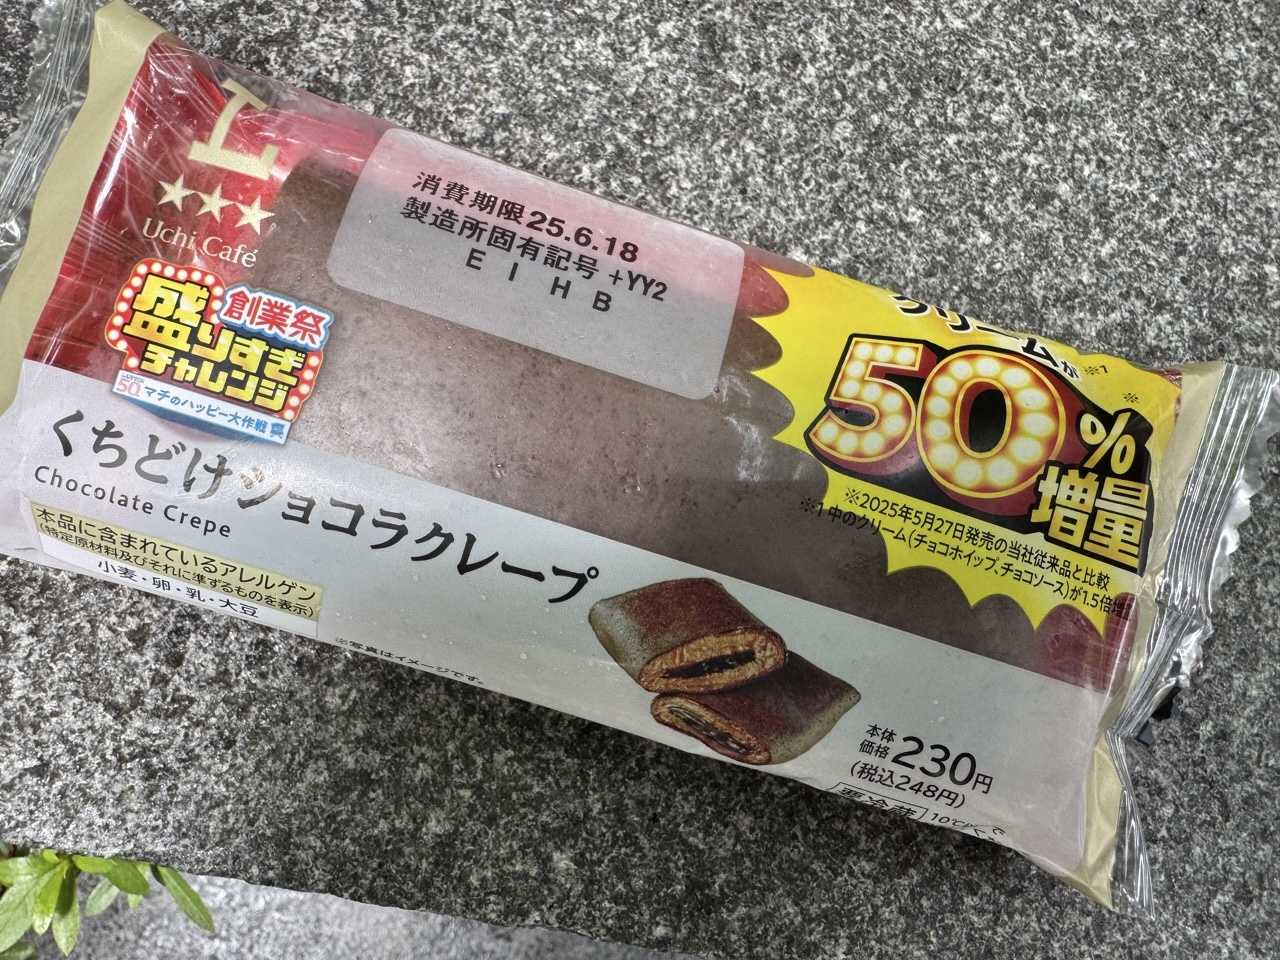 Uchi Café
創業祭
盛りすぎ
チャレンジ
マチのハッピー大作戦
消費期限25.6.18
製造所固有記号 +YY2
E I H B
クリームが※1
50%
増量
※
※2025年5月27日発売の当社従来品と比較
※1 中のクリーム(チョコホイップ、チョコソース)が1.5倍増
くちどけショコラクレープ
Chocolate Crepe
本品に含まれているアレルゲン
(特定原材料及びそれに準ずるものを表示)
小麦・卵・乳・大豆
※写真はイメージです。
本体
価格230円
(税込248円)
要冷蔵
10℃